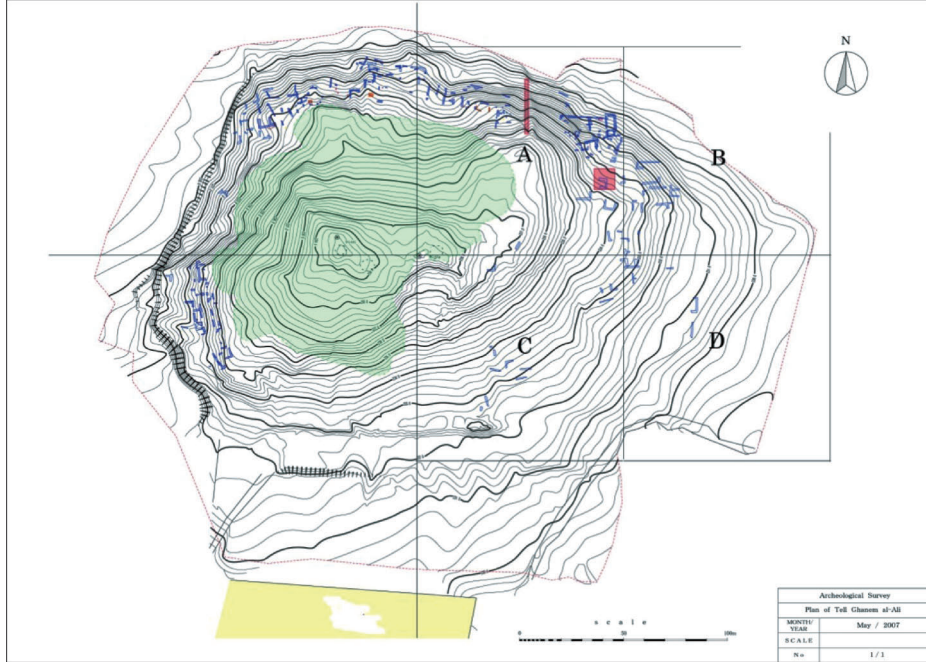 N
A
B
C
D
scale
0 50 100m
Archeological Survey
Plan of Tell Ghanem al-Ali
MONTH/YEAR May / 2007
SCALE
No 1/1